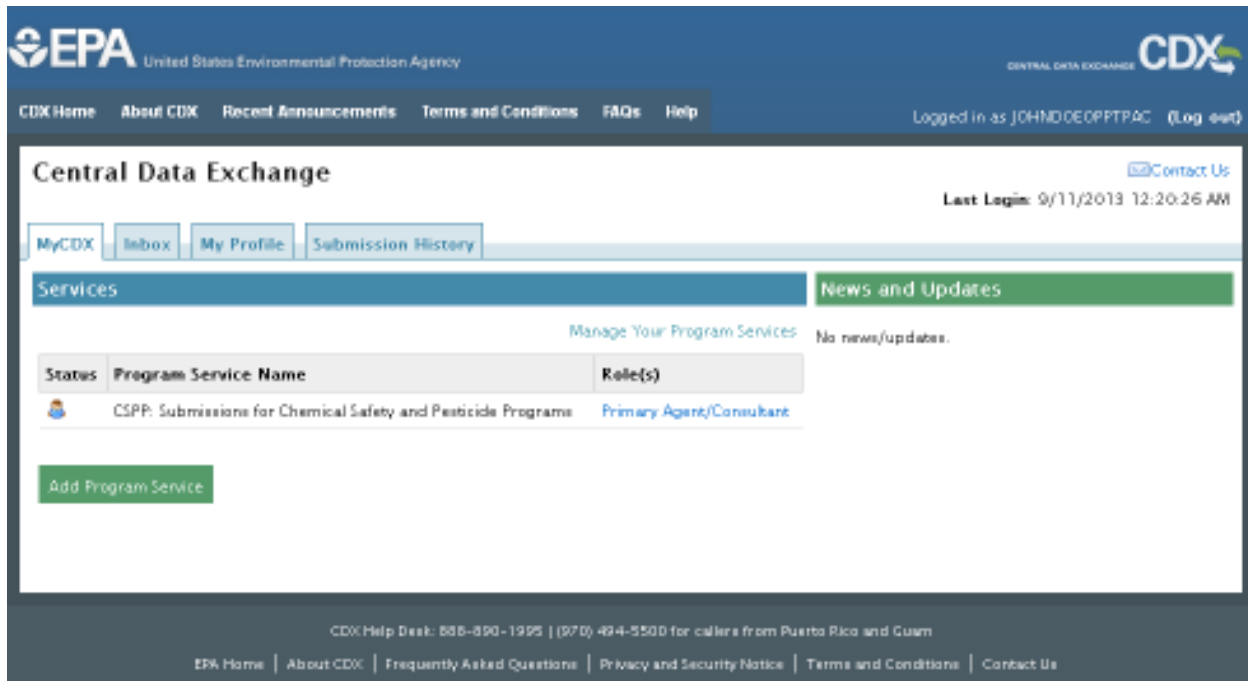 EPA United States Environmental Protection Agency
CENTRAL DATA EXCHANGE CDX
CDX Home About CDX Recent Announcements Terms and Conditions FAQs Help
Logged in as JOHNDOEOPPTPAC (Log out)
Central Data Exchange
Contact Us
Last Login: 9/11/2013 12:20:26 AM
MyCDX Inbox My Profile Submission History
Services
News and Updates
Manage Your Program Services
No news/updates.
Status Program Service Name Role(s)
CSPP: Submissions for Chemical Safety and Pesticide Programs Primary Agent/Consultant
Add Program Service
CDX Help Desk: 888-890-1995 | (970) 494-5500 for callers from Puerto Rico and Guam
EPA Home | About CDX | Frequently Asked Questions | Privacy and Security Notice | Terms and Conditions | Contact Us